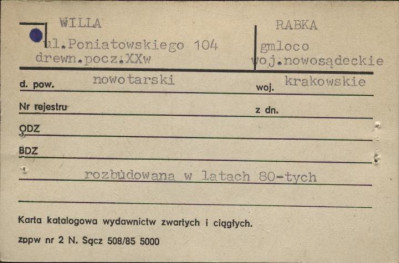 WILLA RABKA
ul.Poniatowskiego 104 gmloco
drewn.pocz.XXw woj.nowosądeckie
d. pow. nowotarski woj. krakowskie
Nr rejestru z dn.
ODZ
BDZ
rozbudowana w latach 80-tych
Karta katalogowa wydawnictw zwartych i ciągłych.
zppw nr 2 N. Sącz 508/85 5000